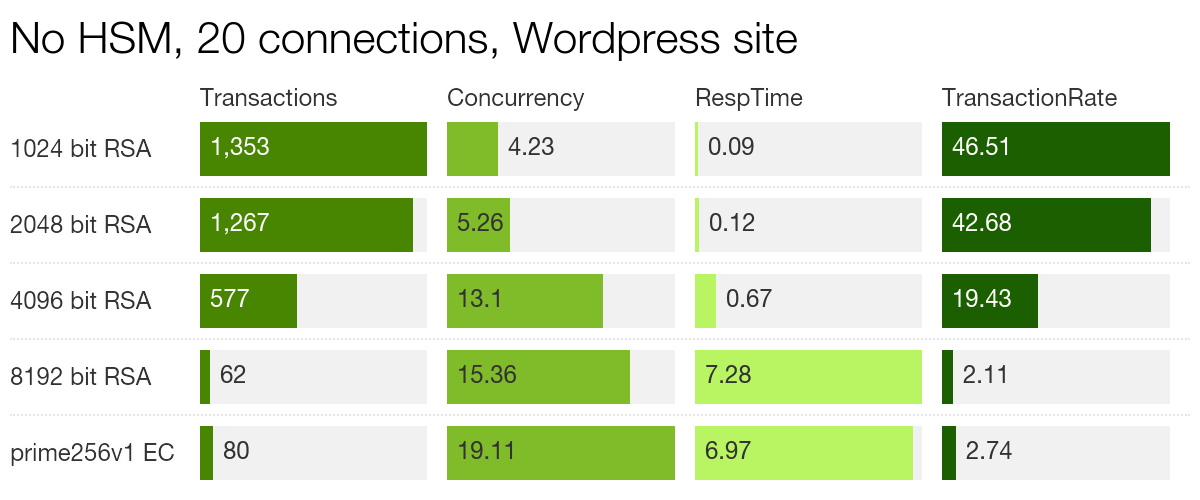 No HSM, 20 connections, Wordpress site
Transactions Concurrency RespTime TransactionRate
1024 bit RSA 1,353 4.23 0.09 46.51
2048 bit RSA 1,267 5.26 0.12 42.68
4096 bit RSA 577 13.1 0.67 19.43
8192 bit RSA 62 15.36 7.28 2.11
prime256v1 EC 80 19.11 6.97 2.74